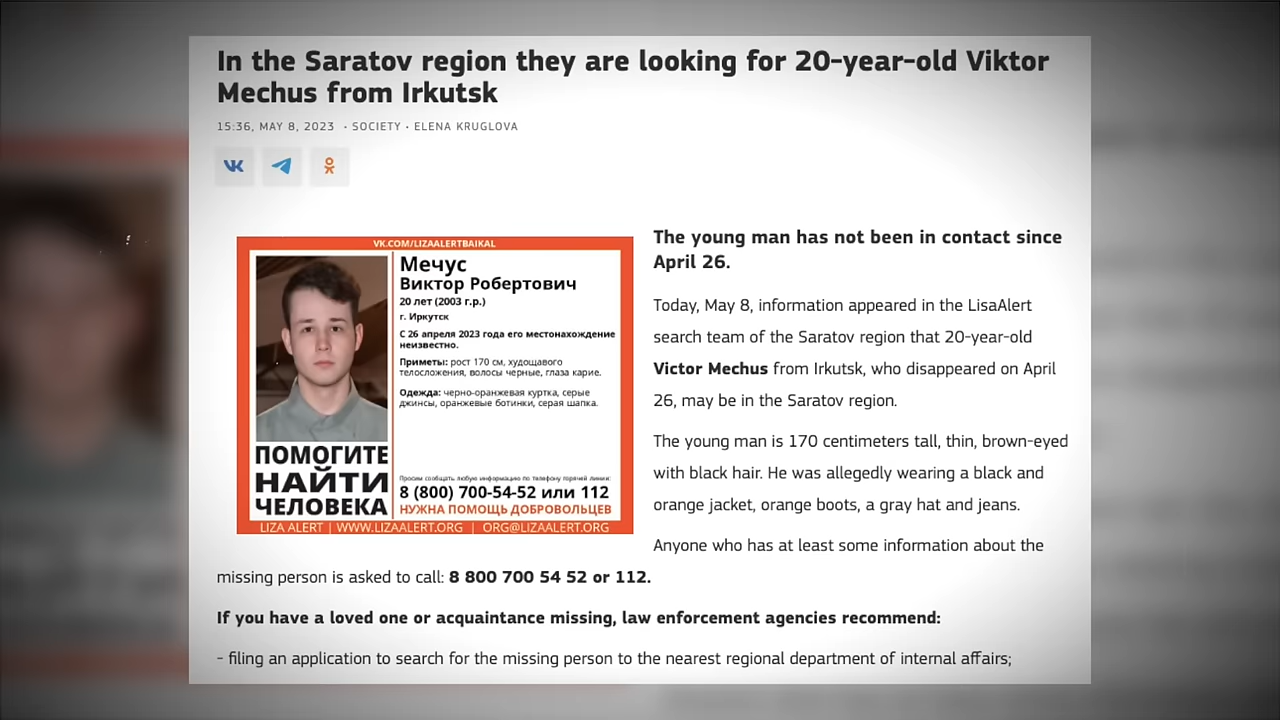 In the Saratov region they are looking for 20-year-old Viktor
Mechus from Irkutsk
15:36, MAY 8, 2023 · SOCIETY · ELENA KRUGLOVA
VK.COM/LIZAALERTBAIKAL
Мечус
Виктор Робертович
20 лет (2003 г.р.)
г. Иркутск
С 26 апреля 2023 года его местонахождение
неизвестно.
Приметы: рост 170 см, худощавого
телосложения, волосы черные, глаза карие.
Одежда: черно-оранжевая куртка, серые
джинсы, оранжевые ботинки, серая шапка.
ПОМОГИТЕ
НАЙТИ
ЧЕЛОВЕКА
Просим сообщать любую информацию по телефону горячей линии:
8 (800) 700-54-52 или 112
НУЖНА ПОМОЩЬ ДОБРОВОЛЬЦЕВ
LIZA ALERT | WWW.LIZAALERT.ORG | ORG@LIZAALERT.ORG
The young man has not been in contact since
April 26.
Today, May 8, information appeared in the LisaAlert
search team of the Saratov region that 20-year-old
Victor Mechus from Irkutsk, who disappeared on April
26, may be in the Saratov region.
The young man is 170 centimeters tall, thin, brown-eyed
with black hair. He was allegedly wearing a black and
orange jacket, orange boots, a gray hat and jeans.
Anyone who has at least some information about the
missing person is asked to call: 8 800 700 54 52 or 112.
If you have a loved one or acquaintance missing, law enforcement agencies recommend:
- filing an application to search for the missing person to the nearest regional department of internal affairs;